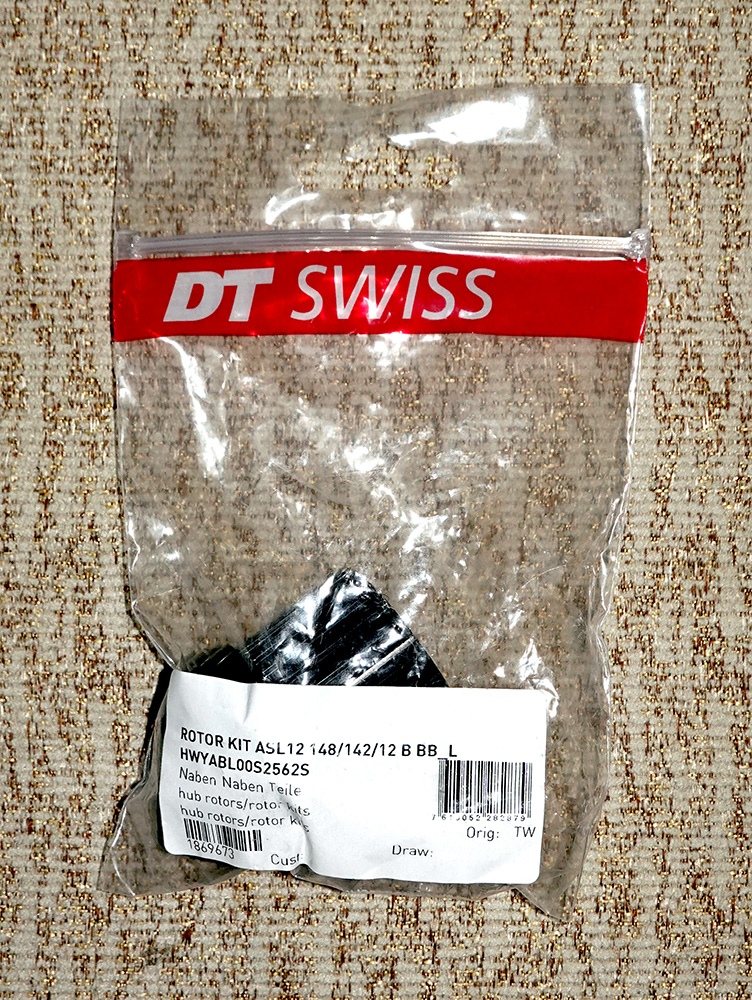 DT SWISS
ROTOR KIT ASL12 148/142/12 B BB_L
HWYABL00S2562S
Naben Naben Teile
hub rotors/rotor kits
hub rotors/rotor kits
1869673
Draw:
Orig: TW